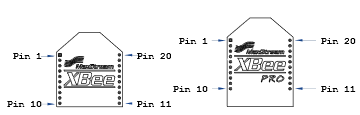 Pin 1
Pin 20
MaxStream
XBee
Pin 10
Pin 11
Pin 1
Pin 20
MaxStream
XBee
PRO
Pin 10
Pin 11